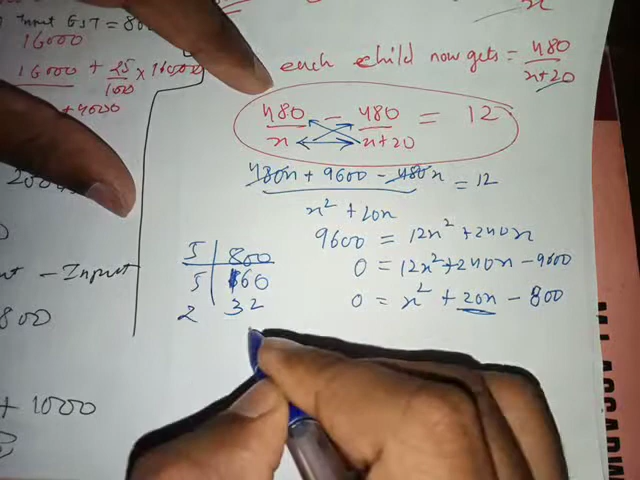 Input GST = 800
16000
16000 + 25/100 × 16000
+ 4000
each child now gets = 480/x+20
480/x - 480/x+20 = 12
480x + 9600 - 480x / x² + 20x = 12
9600 = 12x² + 240x
0 = 12x² + 240x - 9600
0 = x² + 20x - 800
5 | 800
5 | 160
2 | 32
- Input
800
+ 1000